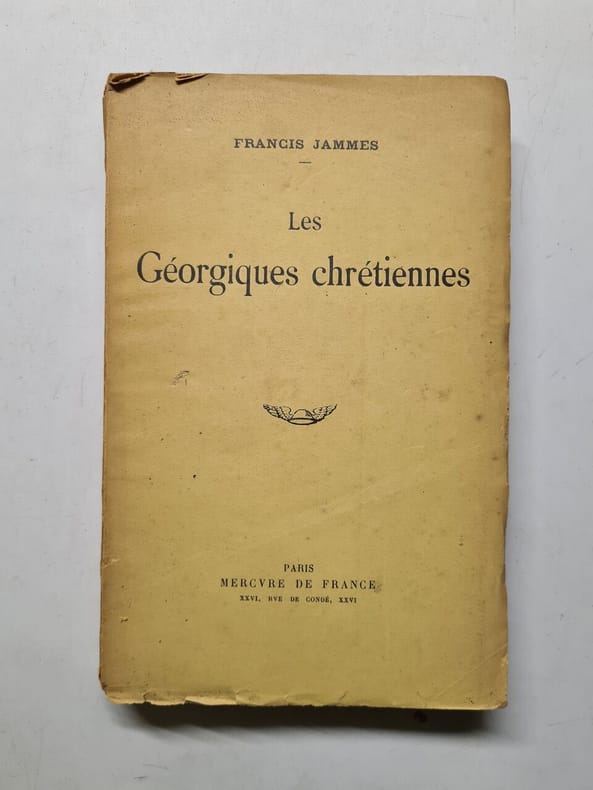 FRANCIS JAMMES
Les
Géorgiques chrétiennes
PARIS
MERCVRE DE FRANCE
XXVI, RVE DE CONDÉ, XXVI